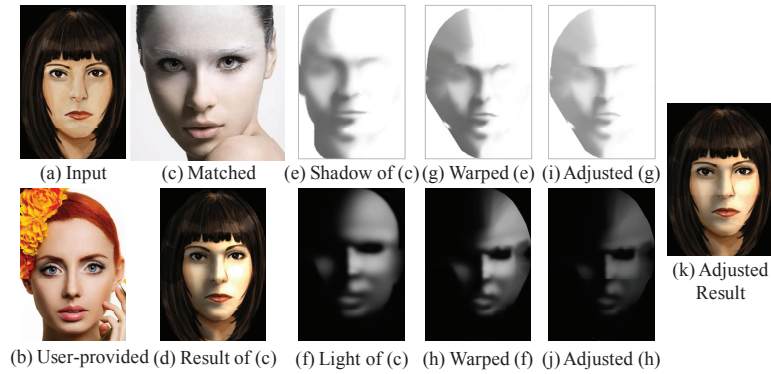 (a) Input
(c) Matched
(e) Shadow of (c)
(g) Warped (e)
(i) Adjusted (g)
(k) Adjusted
Result
(b) User-provided
(d) Result of (c)
(f) Light of (c)
(h) Warped (f)
(j) Adjusted (h)